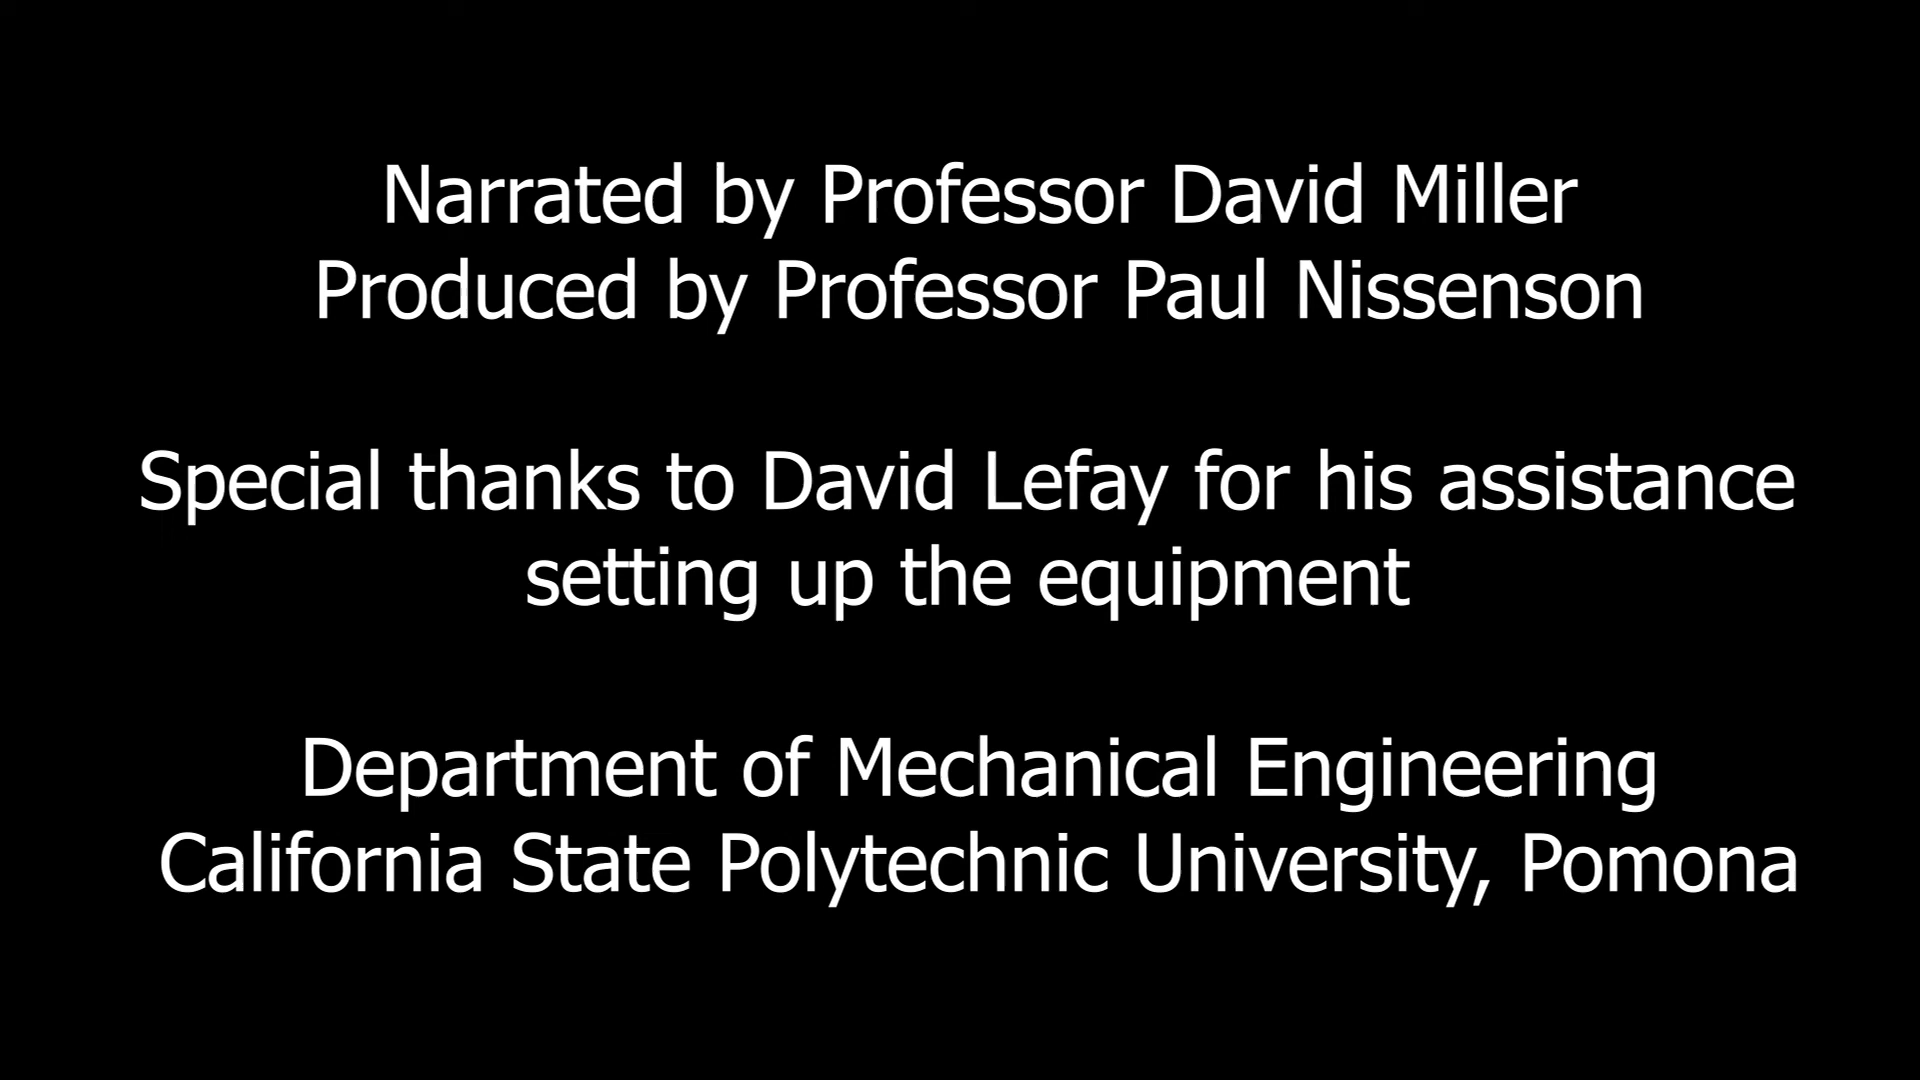 Narrated by Professor David Miller
Produced by Professor Paul Nissenson
Special thanks to David Lefay for his assistance
setting up the equipment
Department of Mechanical Engineering
California State Polytechnic University, Pomona